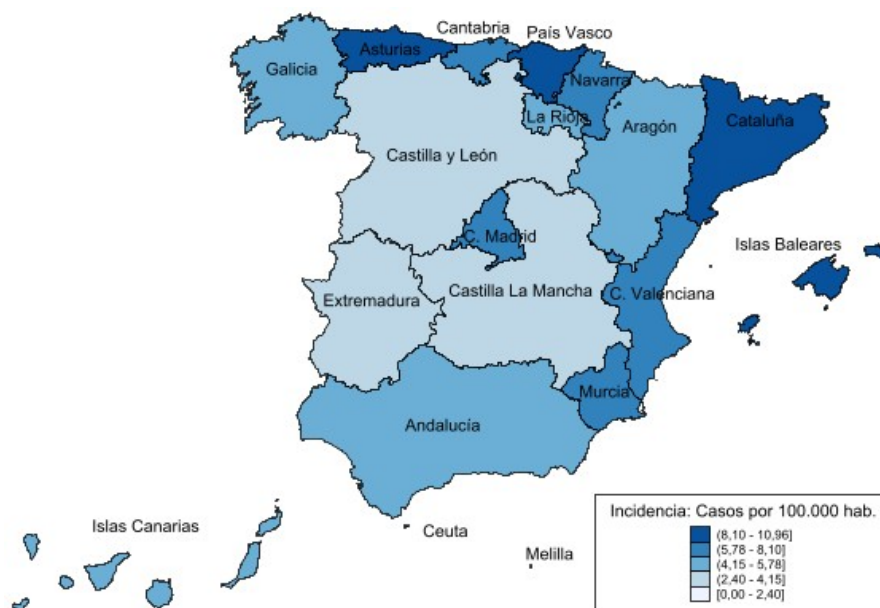 Cantabria
País Vasco
Asturias
Galicia
Navarra
La Rioja
Aragón
Cataluña
Castilla y León
C. Madrid
Islas Baleares
Extremadura
Castilla La Mancha
C. Valenciana
Murcia
Andalucía
Islas Canarias
Ceuta
Melilla
Incidencia: Casos por 100.000 hab.
(8,10 - 10,96]
(5,78 - 8,10]
(4,15 - 5,78]
(2,40 - 4,15]
[0,00 - 2,40]